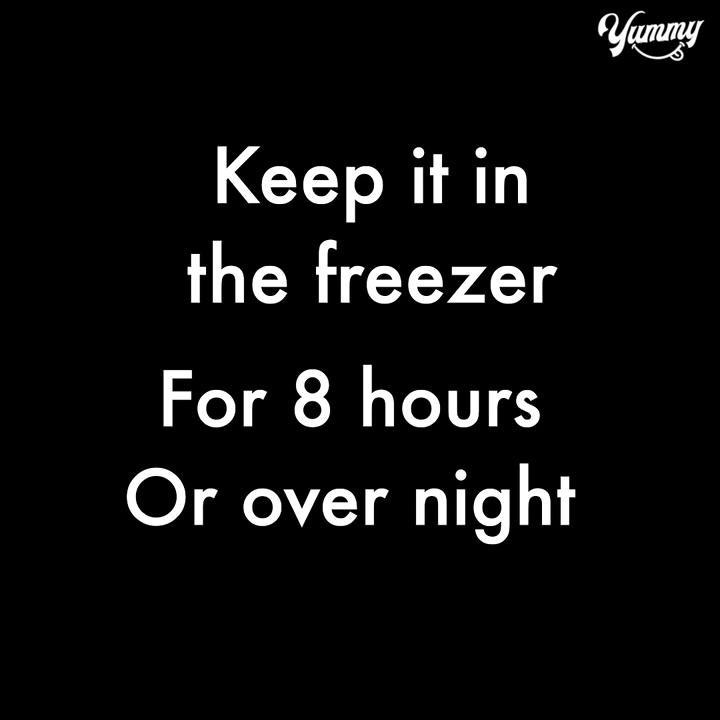 Yummy
Keep it in
the freezer
For 8 hours
Or over night